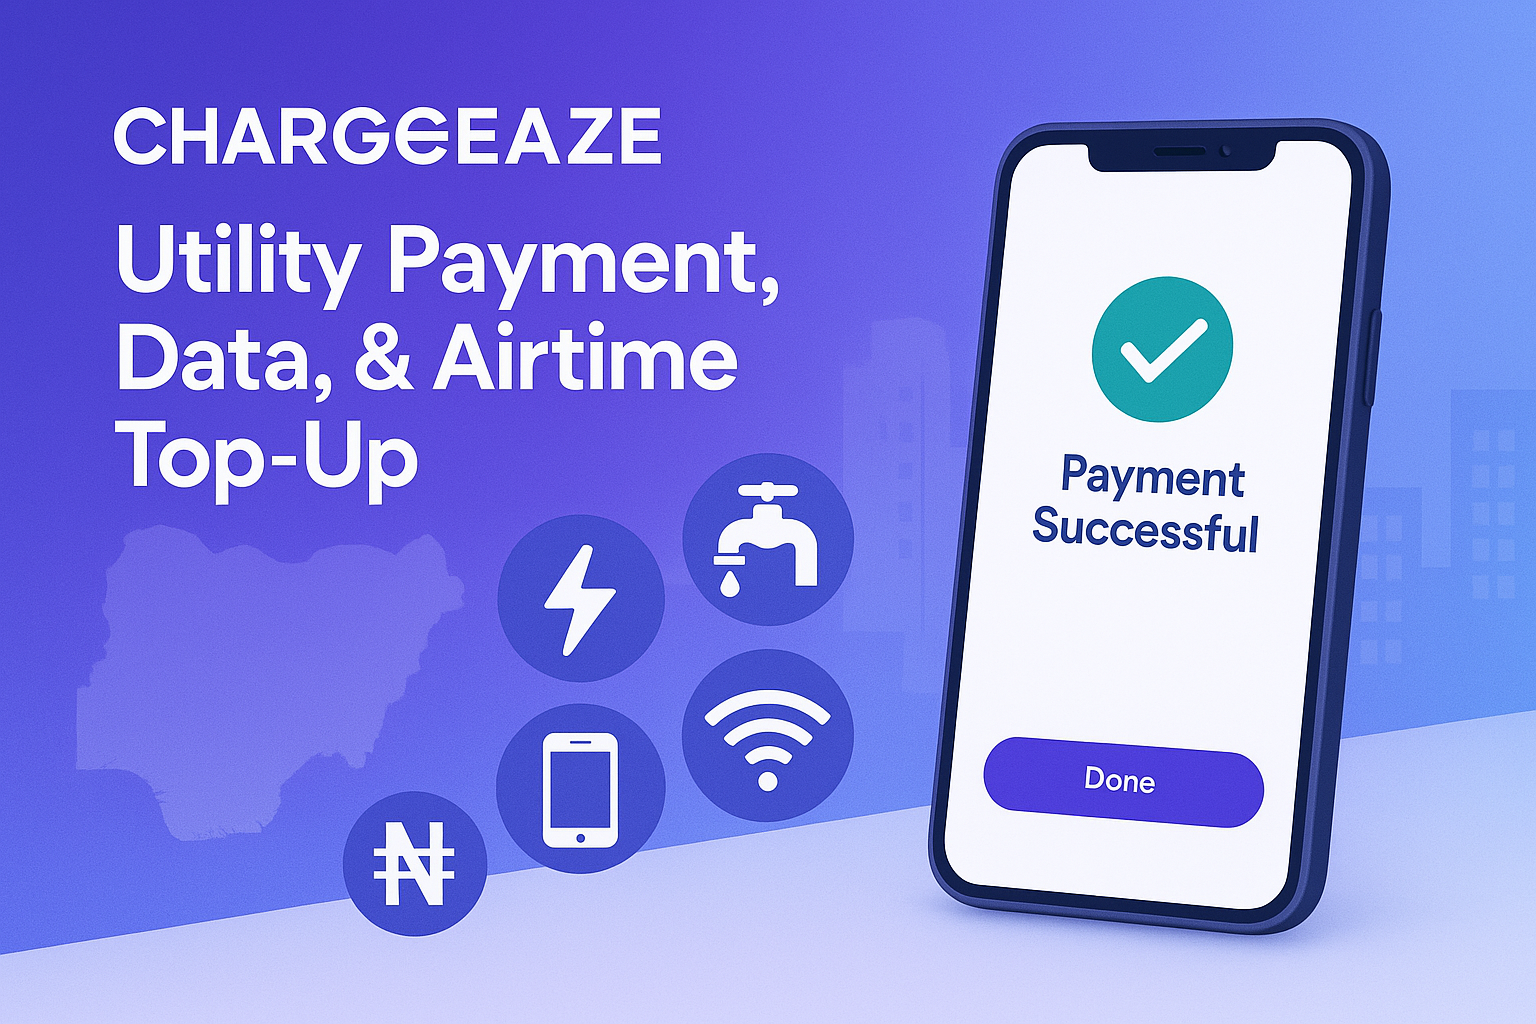 CHARGEEAZE
Utility Payment,
Data, & Airtime
Top-Up
₦
Payment
Successful
Done